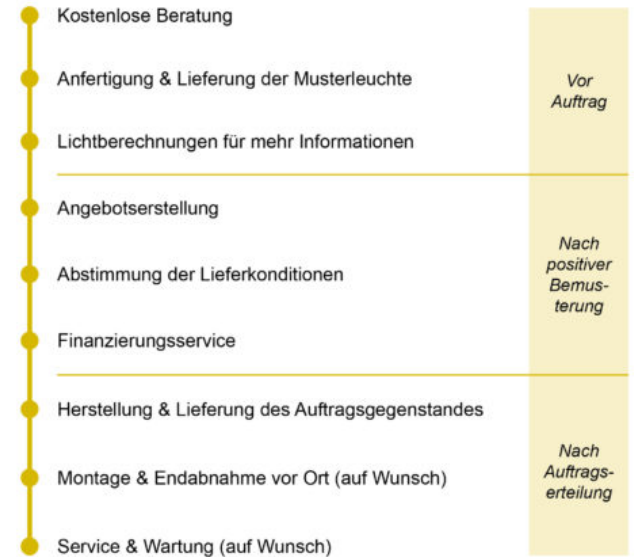 Kostenlose Beratung
Anfertigung & Lieferung der Musterleuchte
Lichtberechnungen für mehr Informationen
Vor
Auftrag
Angebotserstellung
Abstimmung der Lieferkonditionen
Finanzierungsservice
Nach
positiver
Bemus-
terung
Herstellung & Lieferung des Auftragsgegenstandes
Montage & Endabnahme vor Ort (auf Wunsch)
Service & Wartung (auf Wunsch)
Nach
Auftrags-
erteilung